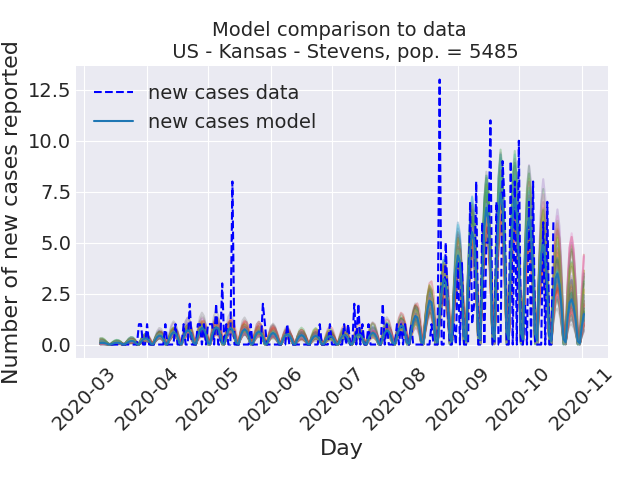 Model comparison to data
US - Kansas - Stevens, pop. = 5485
Number of new cases reported
12.5
10.0
7.5
5.0
2.5
0.0
new cases data
new cases model
2020-03
2020-04
2020-05
2020-06
2020-07
2020-08
2020-09
2020-10
2020-11
Day